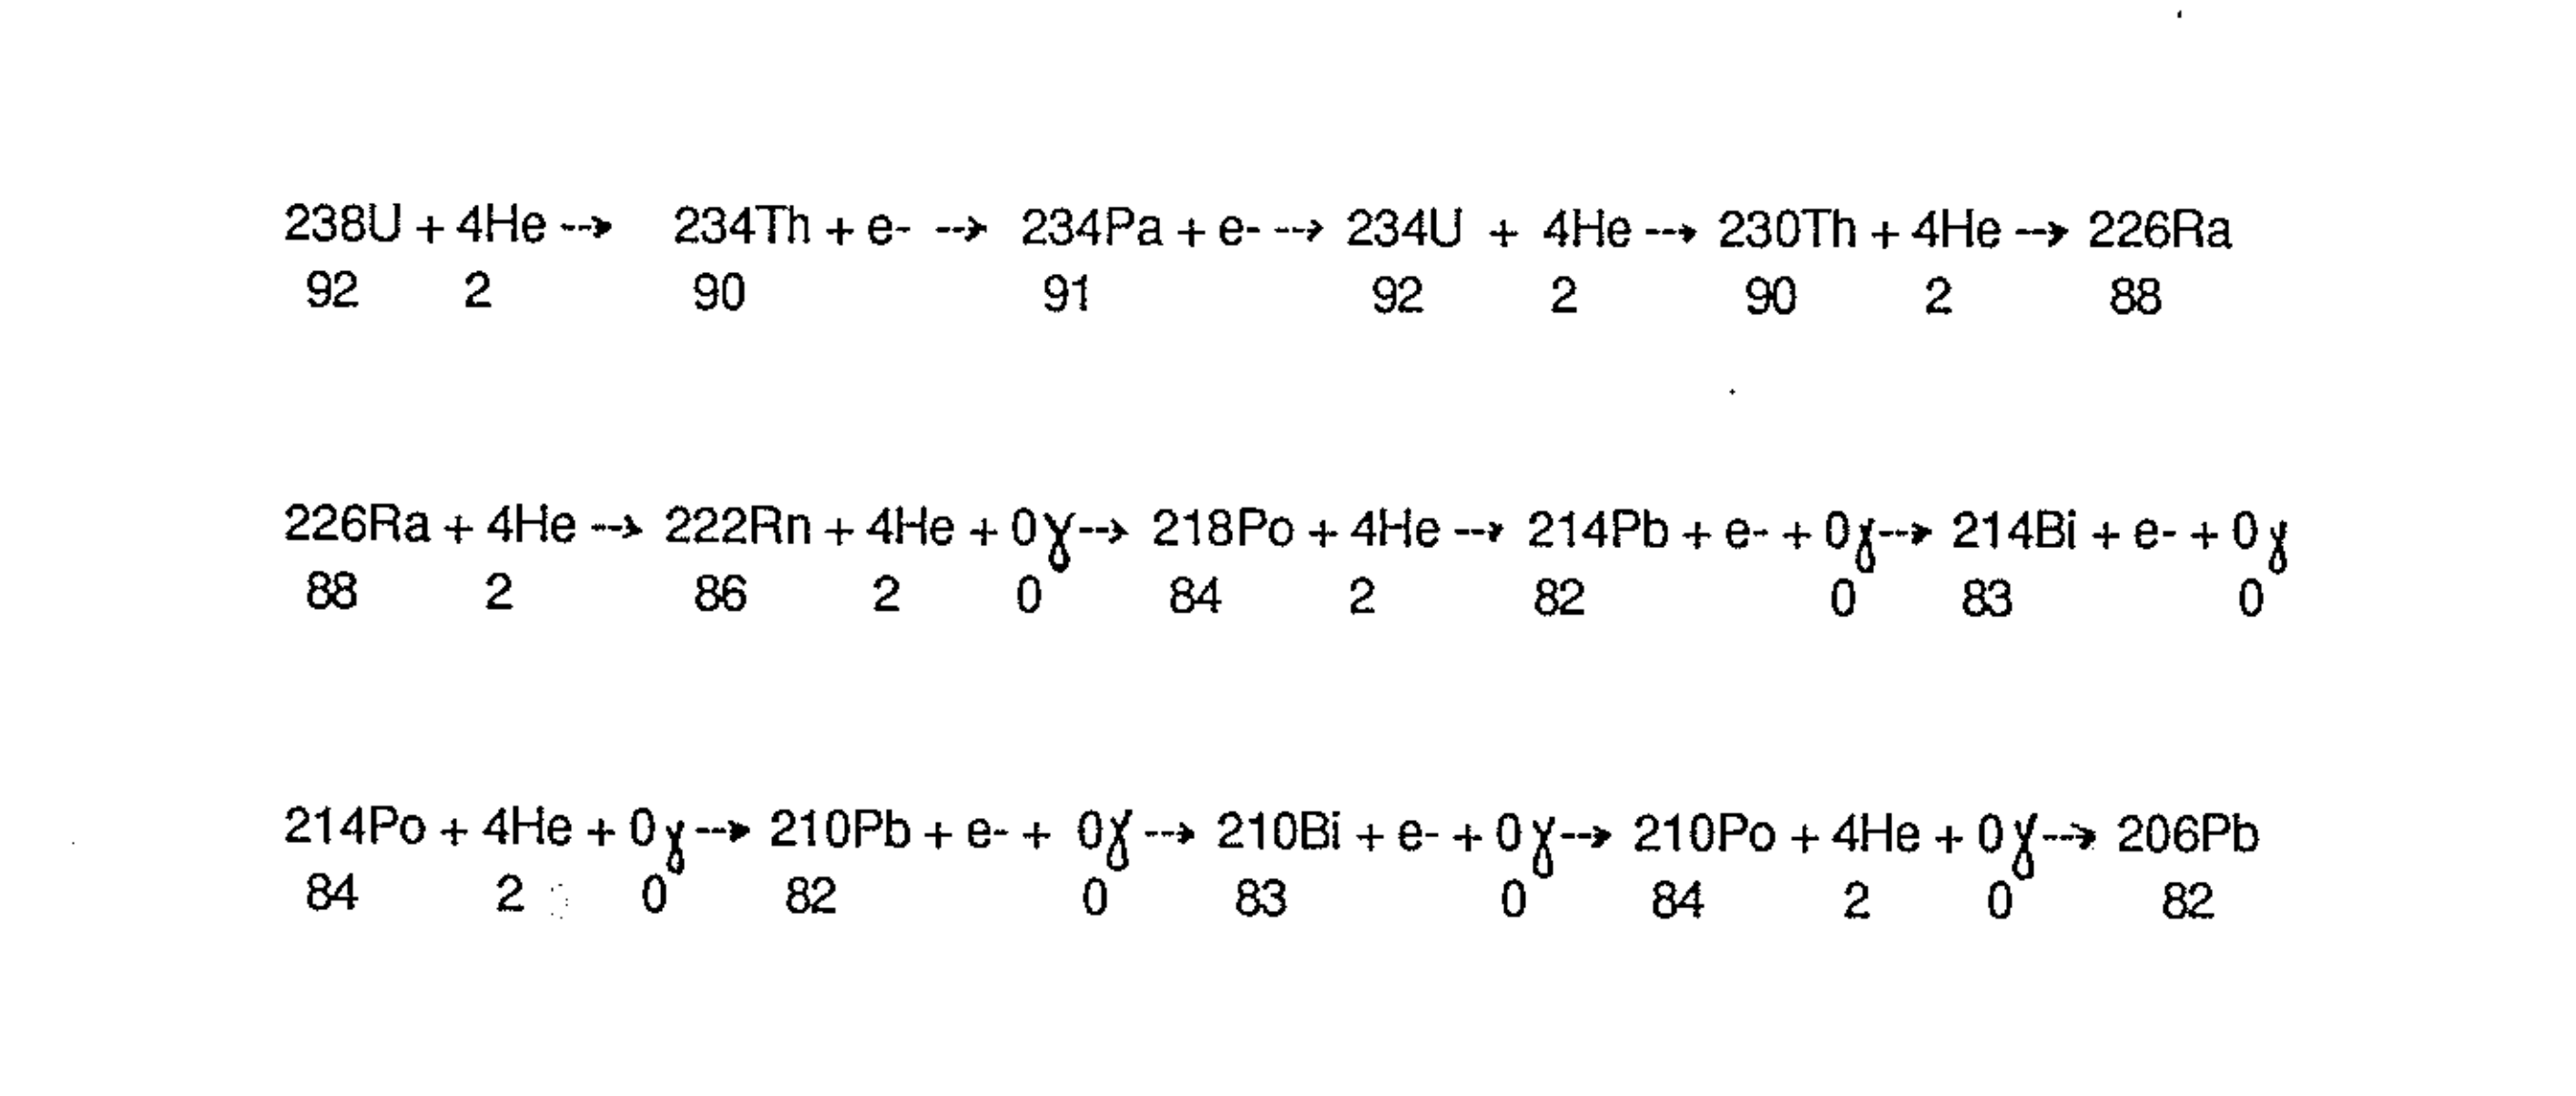 238U + 4He --> 234Th + e- --> 234Pa + e- --> 234U + 4He --> 230Th + 4He --> 226Ra
92 2 90 91 92 2 90 2 88
226Ra + 4He --> 222Rn + 4He + 0γ--> 218Po + 4He --> 214Pb + e- + 0γ--> 214Bi + e- + 0γ
88 2 86 2 0 84 2 82 0 83 0
214Po + 4He + 0γ--> 210Pb + e- + 0γ--> 210Bi + e- + 0γ--> 210Po + 4He + 0γ--> 206Pb
84 2 0 82 0 83 0 84 2 0 82